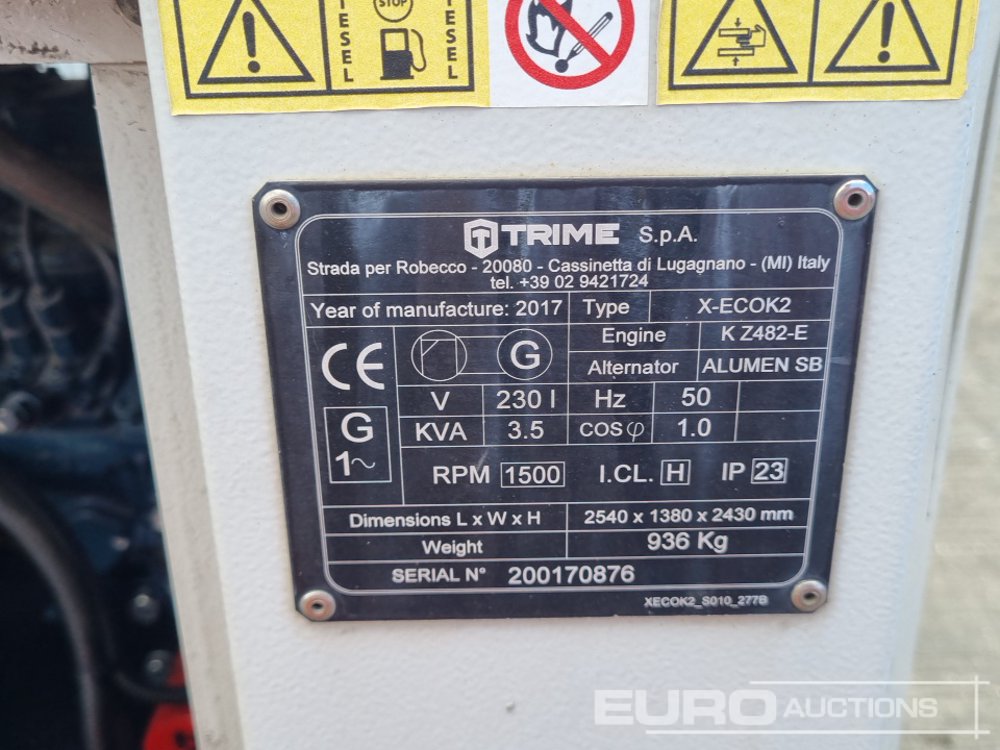 DIESEL
STOP
DIESEL
TRIME S.p.A.
Strada per Robecco - 20080 - Cassinetta di Lugagnano - (MI) Italy
tel. +39 02 9421724
Year of manufacture: 2017 Type X-ECOK2
Engine K Z482-E
CE G Alternator ALUMEN SB
V 230 I Hz 50
G KVA 3.5 COS φ 1.0
1~ RPM 1500 I.CL. H IP 23
Dimensions L x W x H 2540 x 1380 x 2430 mm
Weight 936 Kg
SERIAL N° 200170876
XECOK2_S010_277B
EURO AUCTIONS